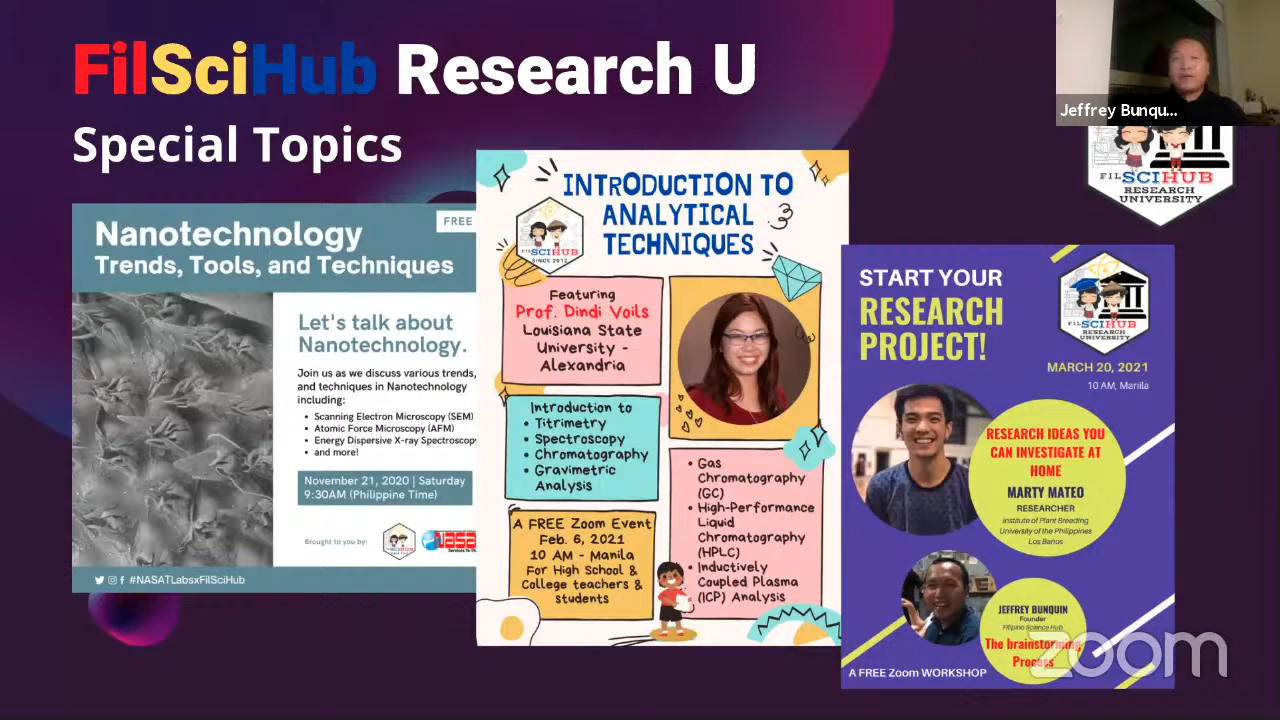 FilSciHub Research U
Special Topics
Jeffrey Bunqu...
FILSCIHUB
RESEARCH
UNIVERSITY
Nanotechnology
Trends, Tools, and Techniques
FREE
Let's talk about
Nanotechnology.
Join us as we discuss various trends,
and techniques in Nanotechnology
including:
• Scanning Electron Microscopy (SEM)
• Atomic Force Microscopy (AFM)
• Energy Dispersive X-ray Spectroscopy
• and more!
November 21, 2020 | Saturday
9:30AM (Philippine Time)
Brought to you by:
#NASATLabsxFilSciHub
INTRODUCTION TO
ANALYTICAL
TECHNIQUES
FILSCIHUB
SINCE 2012
Featuring
Prof. Dindi Voils
Louisiana State
University -
Alexandria
Introduction to
• Titrimetry
• Spectroscopy
• Chromatography
• Gravimetric
Analysis
A FREE Zoom Event
Feb. 6, 2021
10 AM - Manila
For High School &
College teachers &
students
• Gas
Chromatography
(GC)
• High-Performance
Liquid
Chromatography
(HPLC)
• Inductively
Coupled Plasma
(ICP) Analysis
START YOUR
RESEARCH
PROJECT!
FILSCIHUB
RESEARCH
UNIVERSITY
MARCH 20, 2021
10 AM, Manila
RESEARCH IDEAS YOU
CAN INVESTIGATE AT
HOME
MARTY MATEO
RESEARCHER
Institute of Plant Breeding
University of the Philippines
Los Baños
JEFFREY BUNQUIN
Founder
Filipino Science Hub
The brainstorming
Process
A FREE Zoom WORKSHOP
zoom